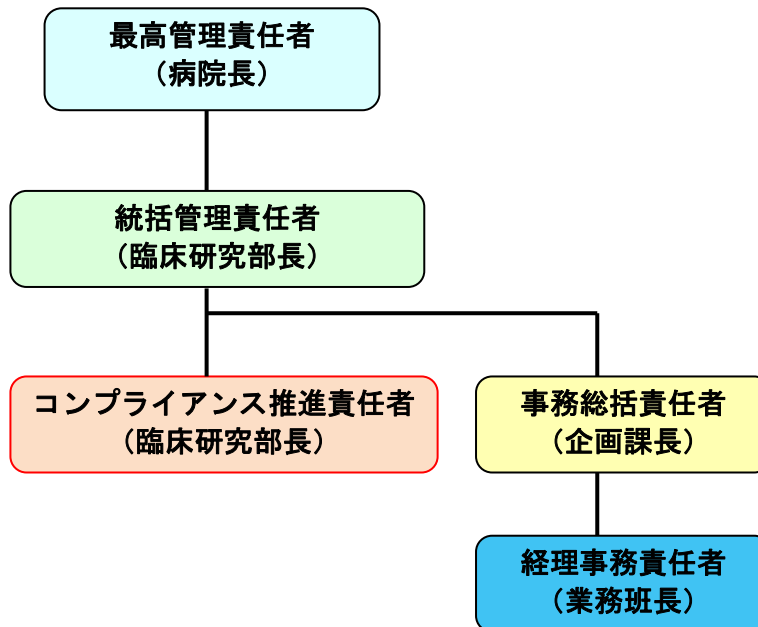 最高管理責任者
（病院長）
統括管理責任者
（臨床研究部長）
コンプライアンス推進責任者
（臨床研究部長）
事務総括責任者
（企画課長）
経理事務責任者
（業務班長）